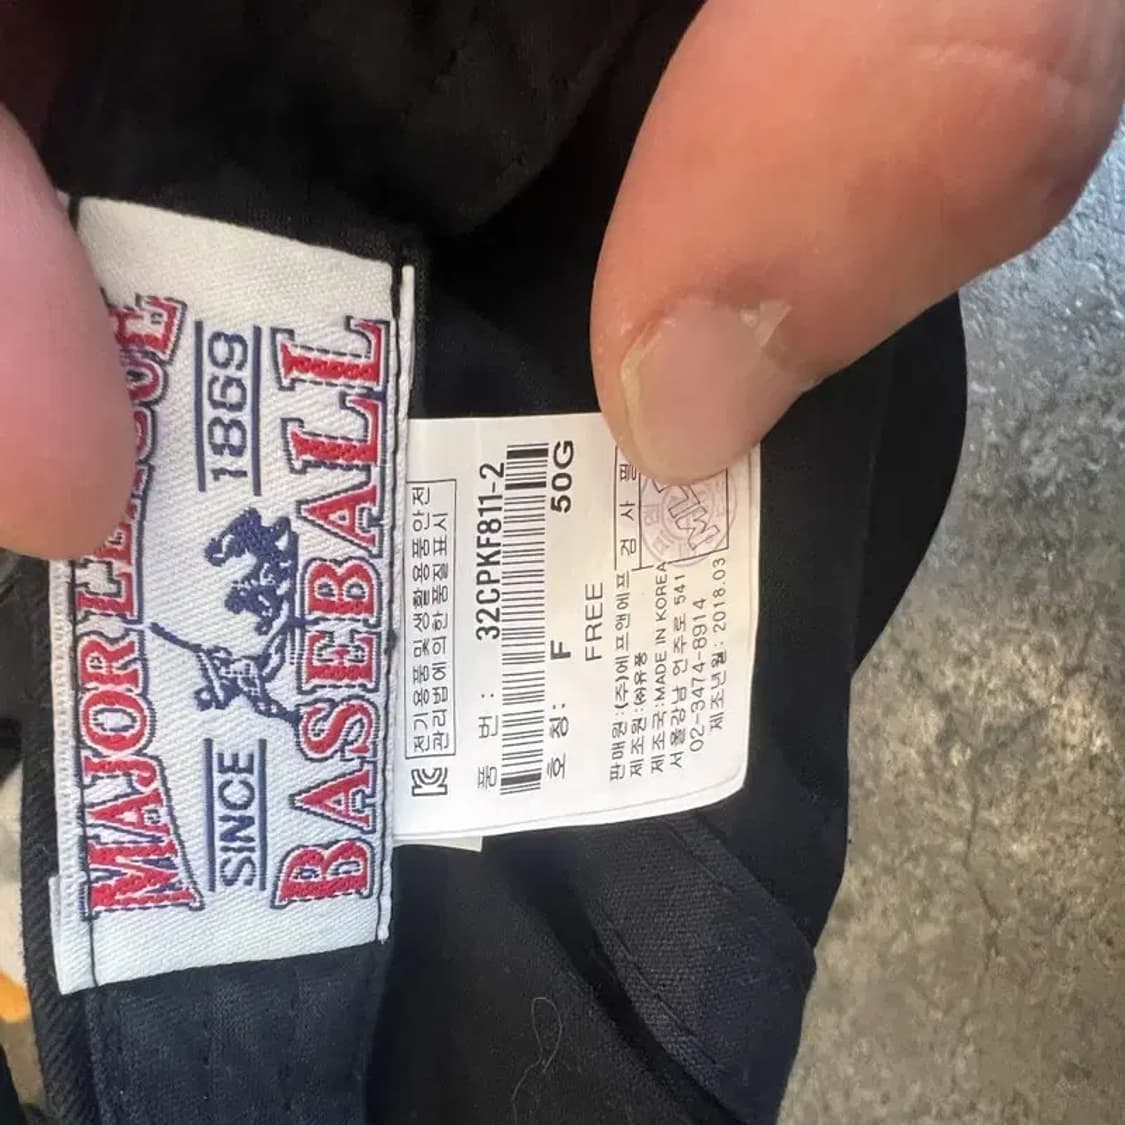 MAJOR LEAGUE
SINCE 1869
BASEBALL
전기용품 및 생활용품안전
관리법에 의한 품질표시
품 번 : 32CPKF811-2
호 칭 : F 50G
FREE
검 사 필
판매원:(주)에프앤에프
제조원:㈜유풍
제조국:MADE IN KOREA
서울강남 언주로 541
02-3474-8914
제조년월: 2018.03